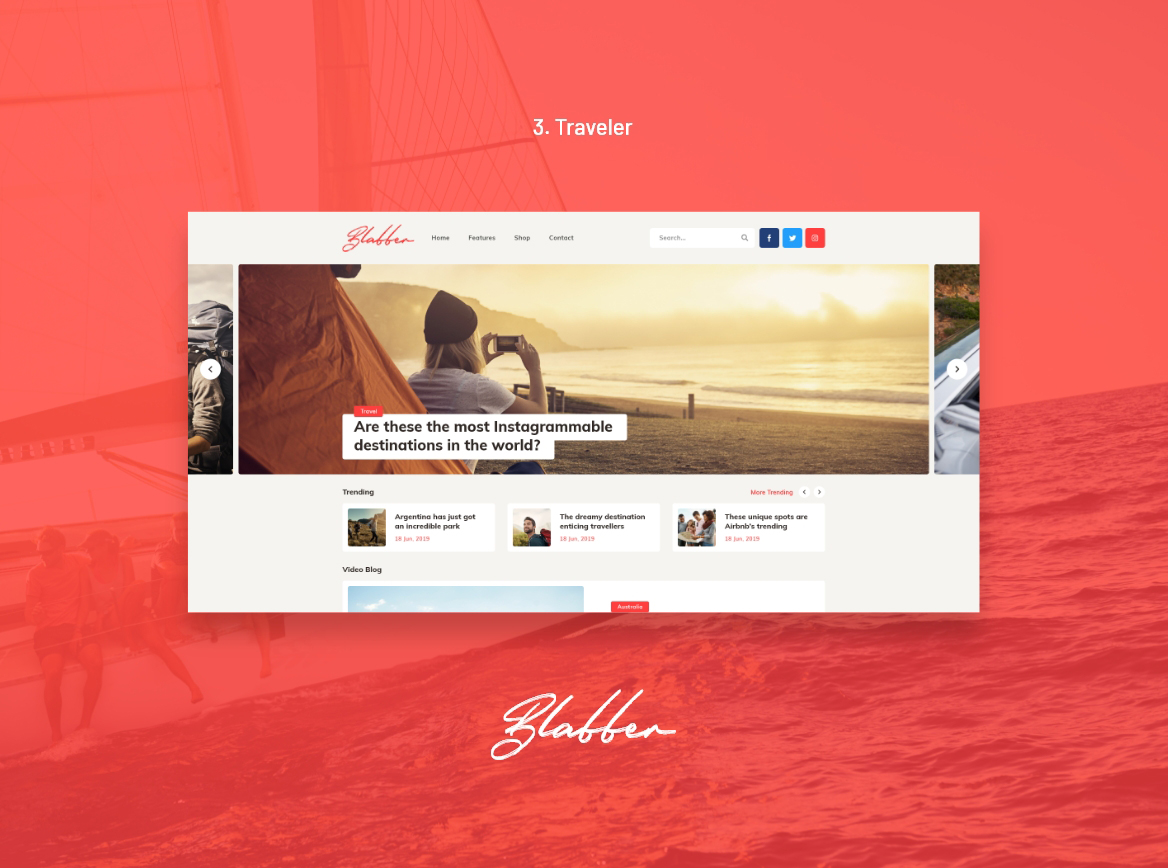 3. Traveler
Blabber
Home
Features
Shop
Contact
Search...
Travel
Are these the most Instagrammable
destinations in the world?
Trending
More Trending
Argentina has just got
an incredible park
18 Jun, 2019
The dreamy destination
enticing travellers
18 Jun, 2019
These unique spots are
Airbnb's trending
18 Jun, 2019
Video Blog
Australia
Blabber